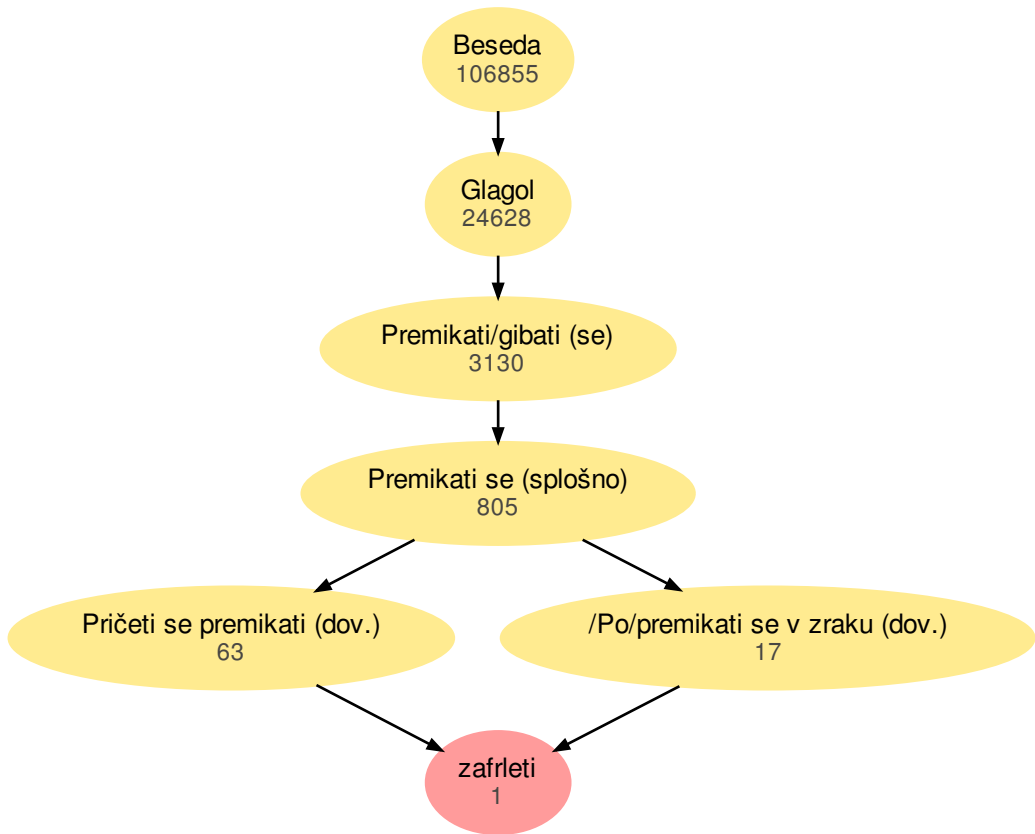 Beseda
106855
Glagol
24628
Premikati/gibati (se)
3130
Premikati se (splošno)
805
Pričeti se premikati (dov.)
63
/Po/premikati se v zraku (dov.)
17
zafrleti
1